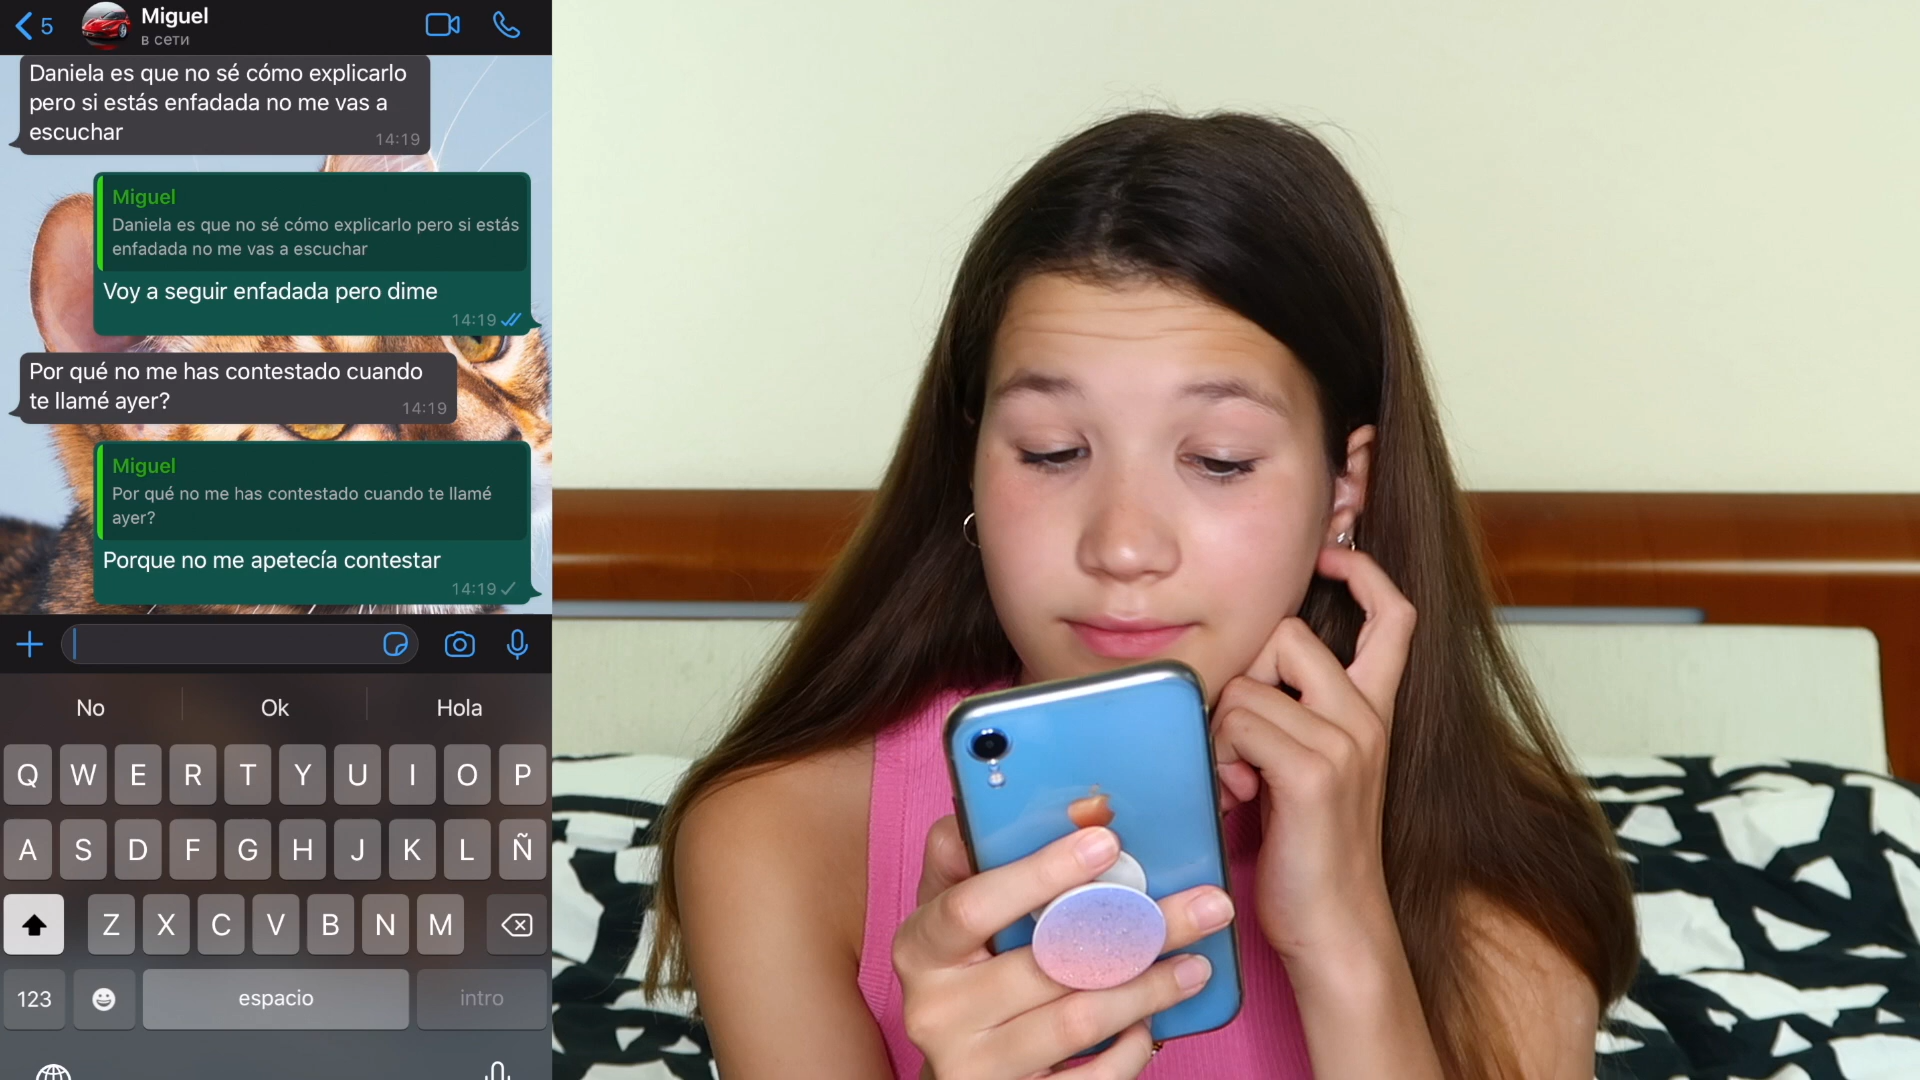 5
Miguel
в сети
Daniela es que no sé cómo explicarlo
pero si estás enfadada no me vas a
escuchar
14:19
Miguel
Daniela es que no sé cómo explicarlo pero si estás
enfadada no me vas a escuchar
Voy a seguir enfadada pero dime
14:19
Por qué no me has contestado cuando
te llamé ayer?
14:19
Miguel
Por qué no me has contestado cuando te llamé
ayer?
Porque no me apetecía contestar
14:19
No Ok Hola
Q W E R T Y U I O P
A S D F G H J K L Ñ
Z X C V B N M
123 espacio intro